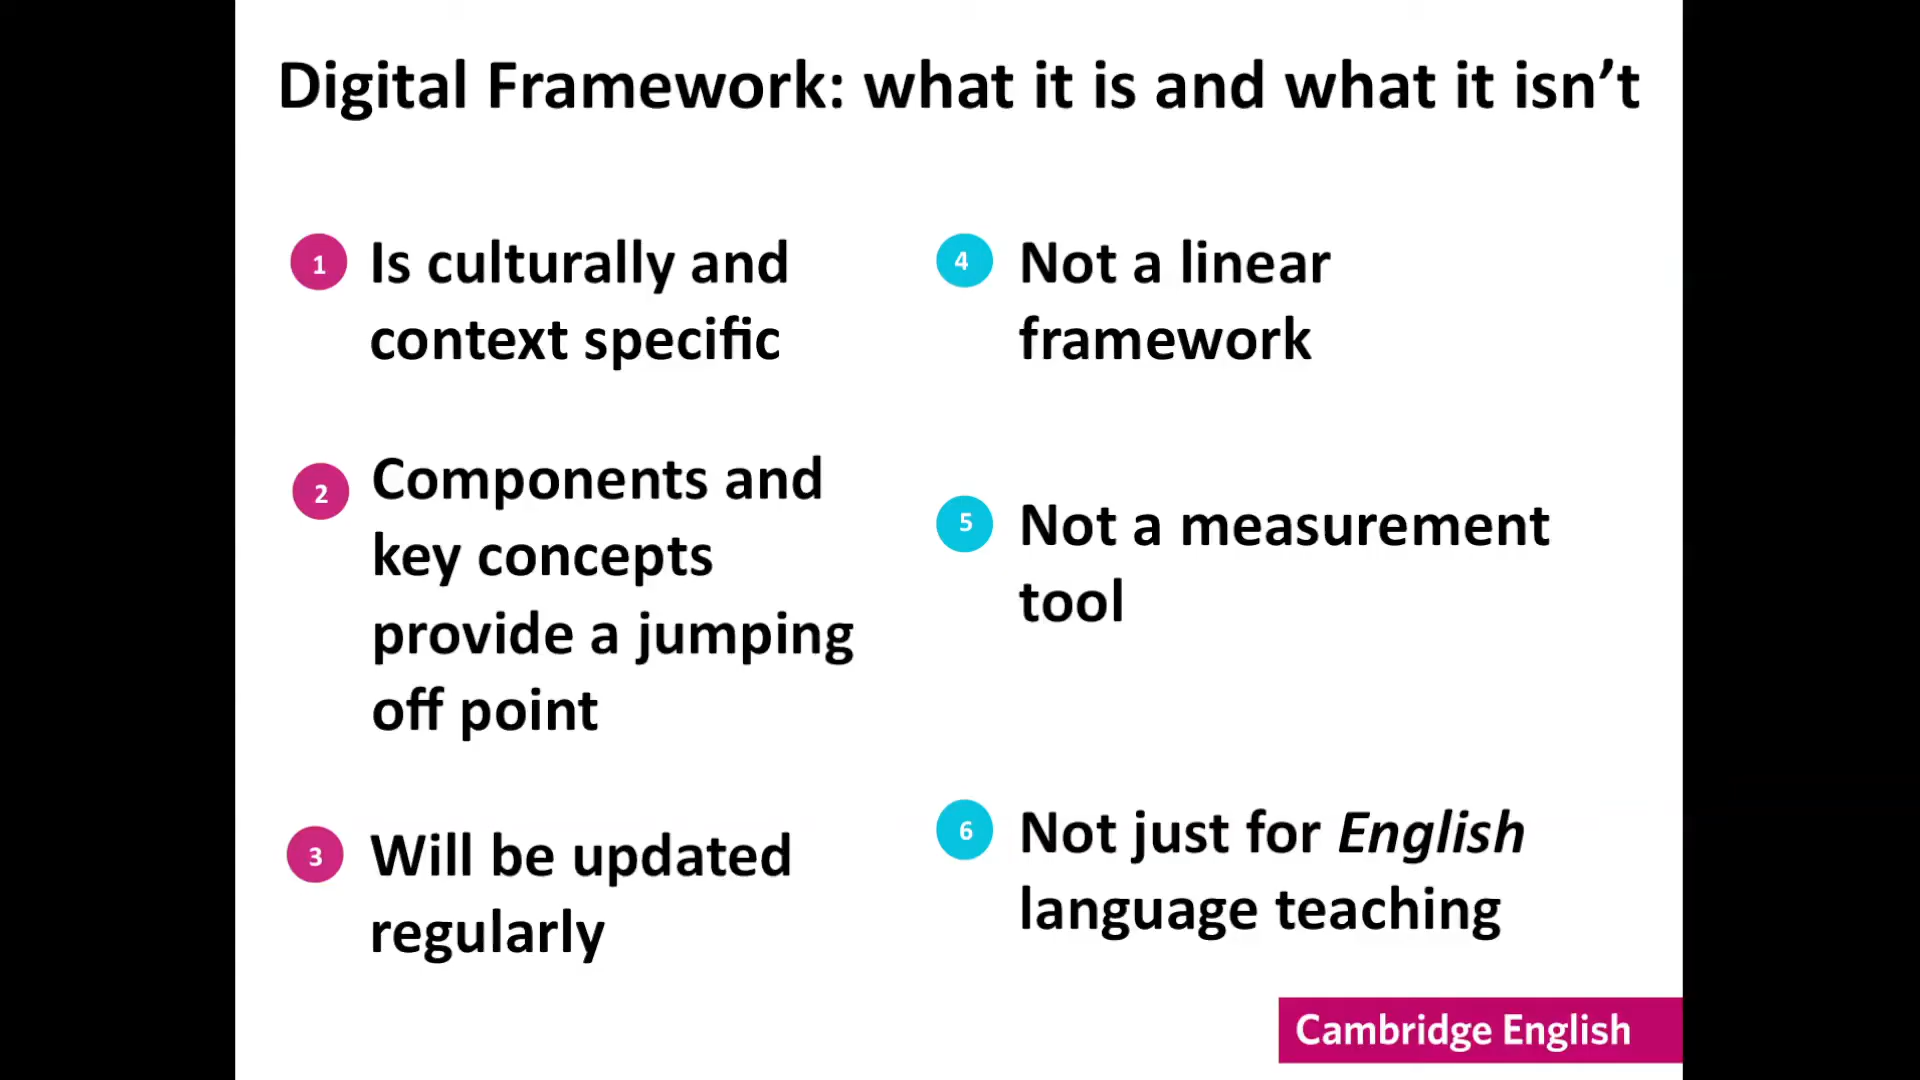 Digital Framework: what it is and what it isn’t
1 Is culturally and
context specific
2 Components and
key concepts
provide a jumping
off point
3 Will be updated
regularly
4 Not a linear
framework
5 Not a measurement
tool
6 Not just for English
language teaching
Cambridge English